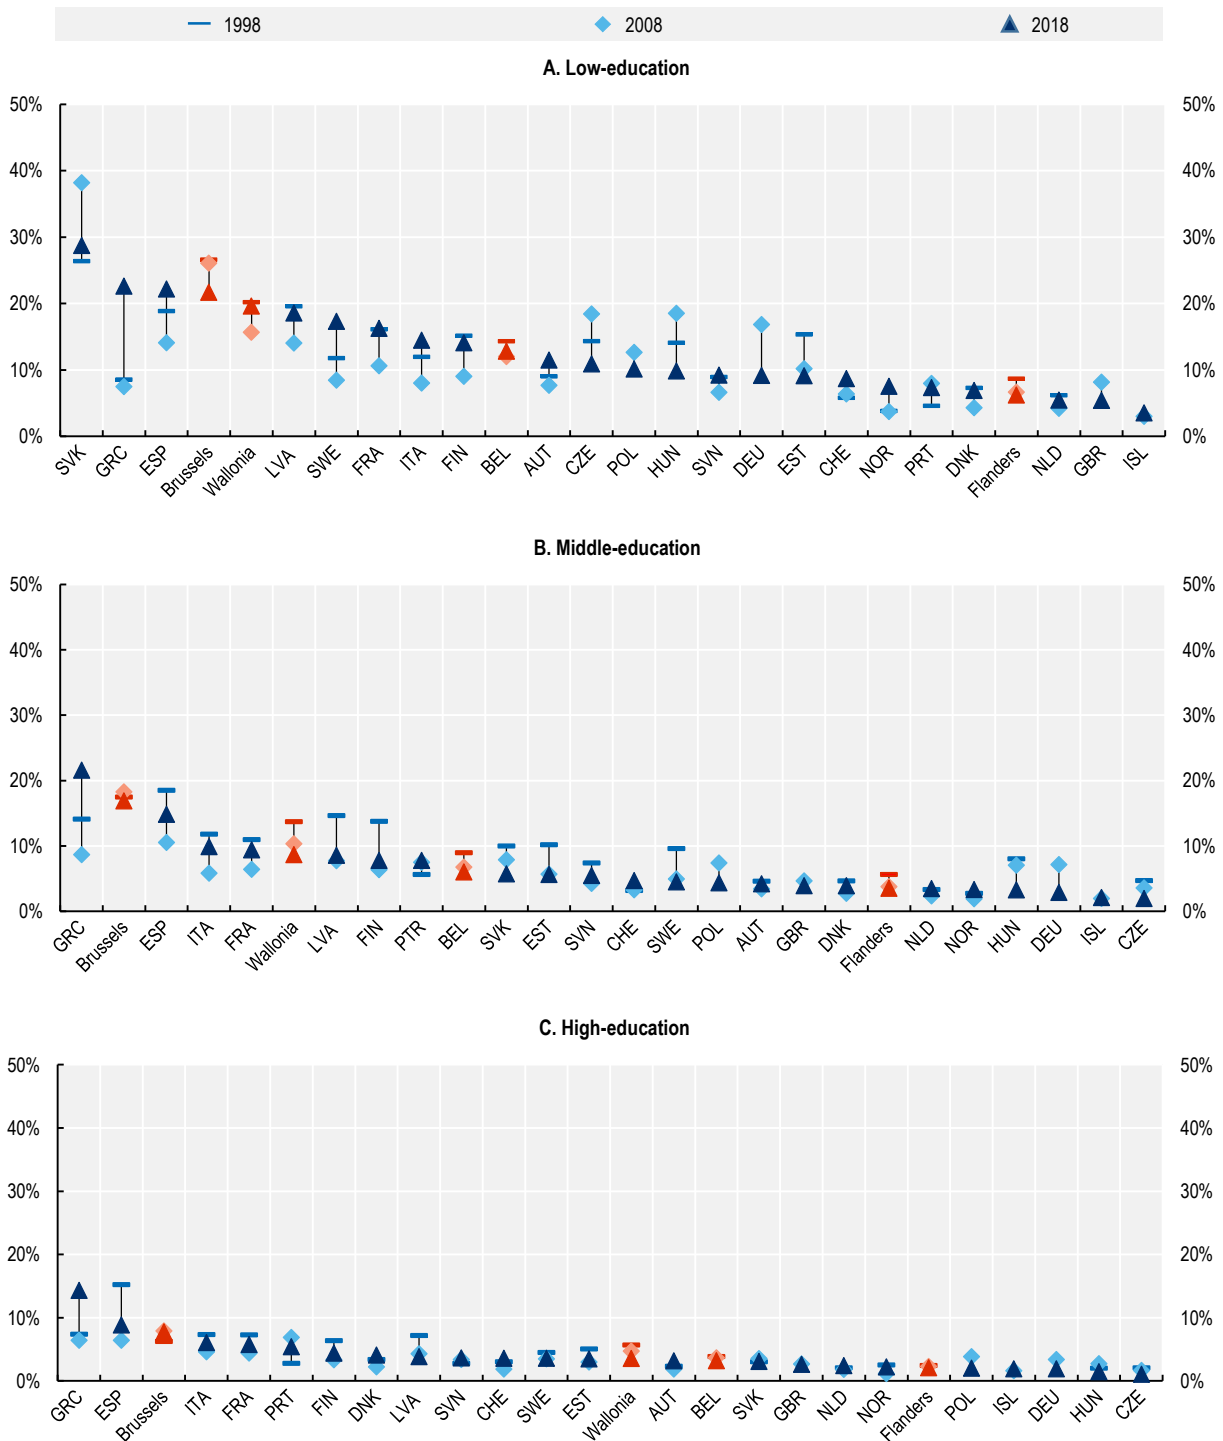 1998 2008 2018
A. Low-education
50% 50%
40% 40%
30% 30%
20% 20%
10% 10%
0% 0%
SVK GRC ESP Brussels Wallonia LVA SWE FRA ITA FIN BEL AUT CZE POL HUN SVN DEU EST CHE NOR PRT DNK Flanders NLD GBR ISL
B. Middle-education
50% 50%
40% 40%
30% 30%
20% 20%
10% 10%
0% 0%
GRC Brussels ESP ITA FRA Wallonia LVA FIN PTR BEL SVK EST SVN CHE SWE POL AUT GBR DNK Flanders NLD NOR HUN DEU ISL CZE
C. High-education
50% 50%
40% 40%
30% 30%
20% 20%
10% 10%
0% 0%
GRC ESP Brussels ITA FRA PRT FIN DNK LVA SVN CHE SWE EST Wallonia AUT BEL SVK GBR NLD NOR Flanders POL ISL DEU HUN CZE